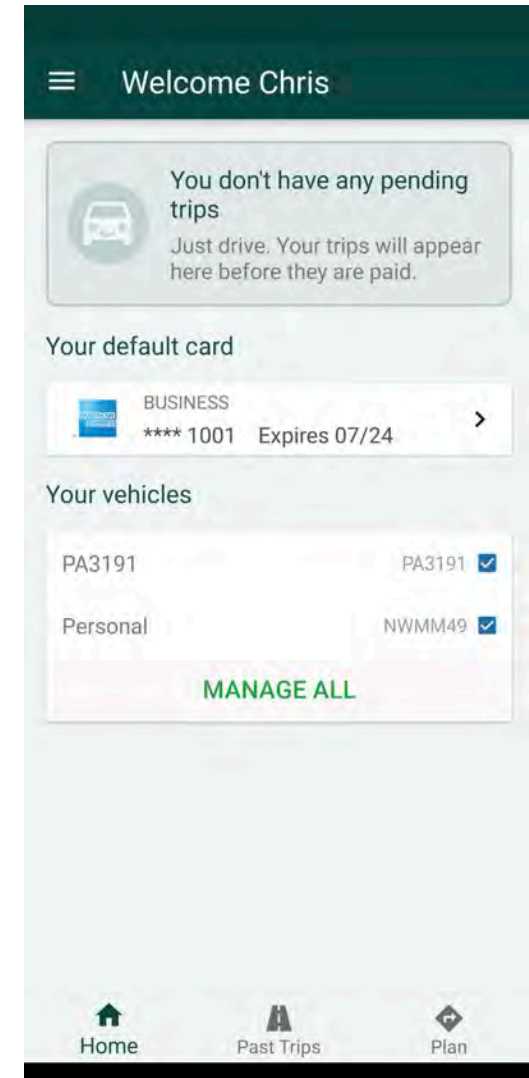 Welcome Chris
You don't have any pending
trips
Just drive. Your trips will appear
here before they are paid.
Your default card
BUSINESS
**** 1001 Expires 07/24
Your vehicles
PA3191 PA3191
Personal NWMM49
MANAGE ALL
Home Past Trips Plan